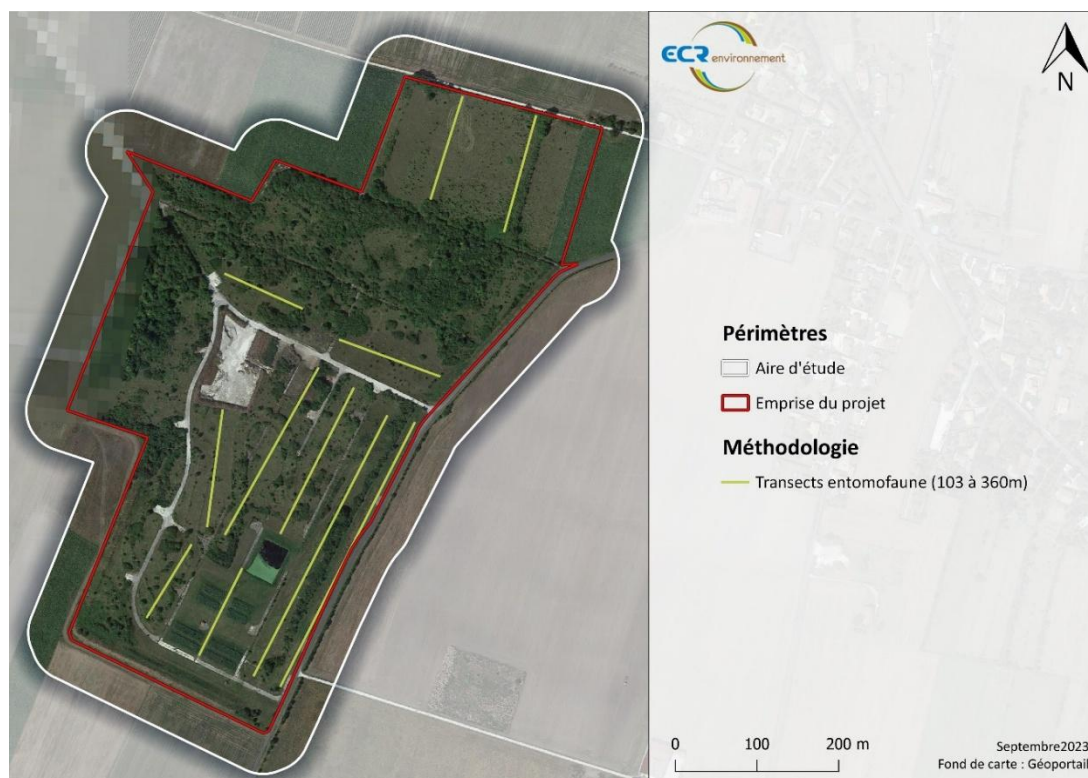 ECR environnement
N
Périmètres
Aire d'étude
Emprise du projet
Méthodologie
Transects entomofaune (103 à 360m)
0 100 200 m
Septembre2023
Fond de carte : Géoportail